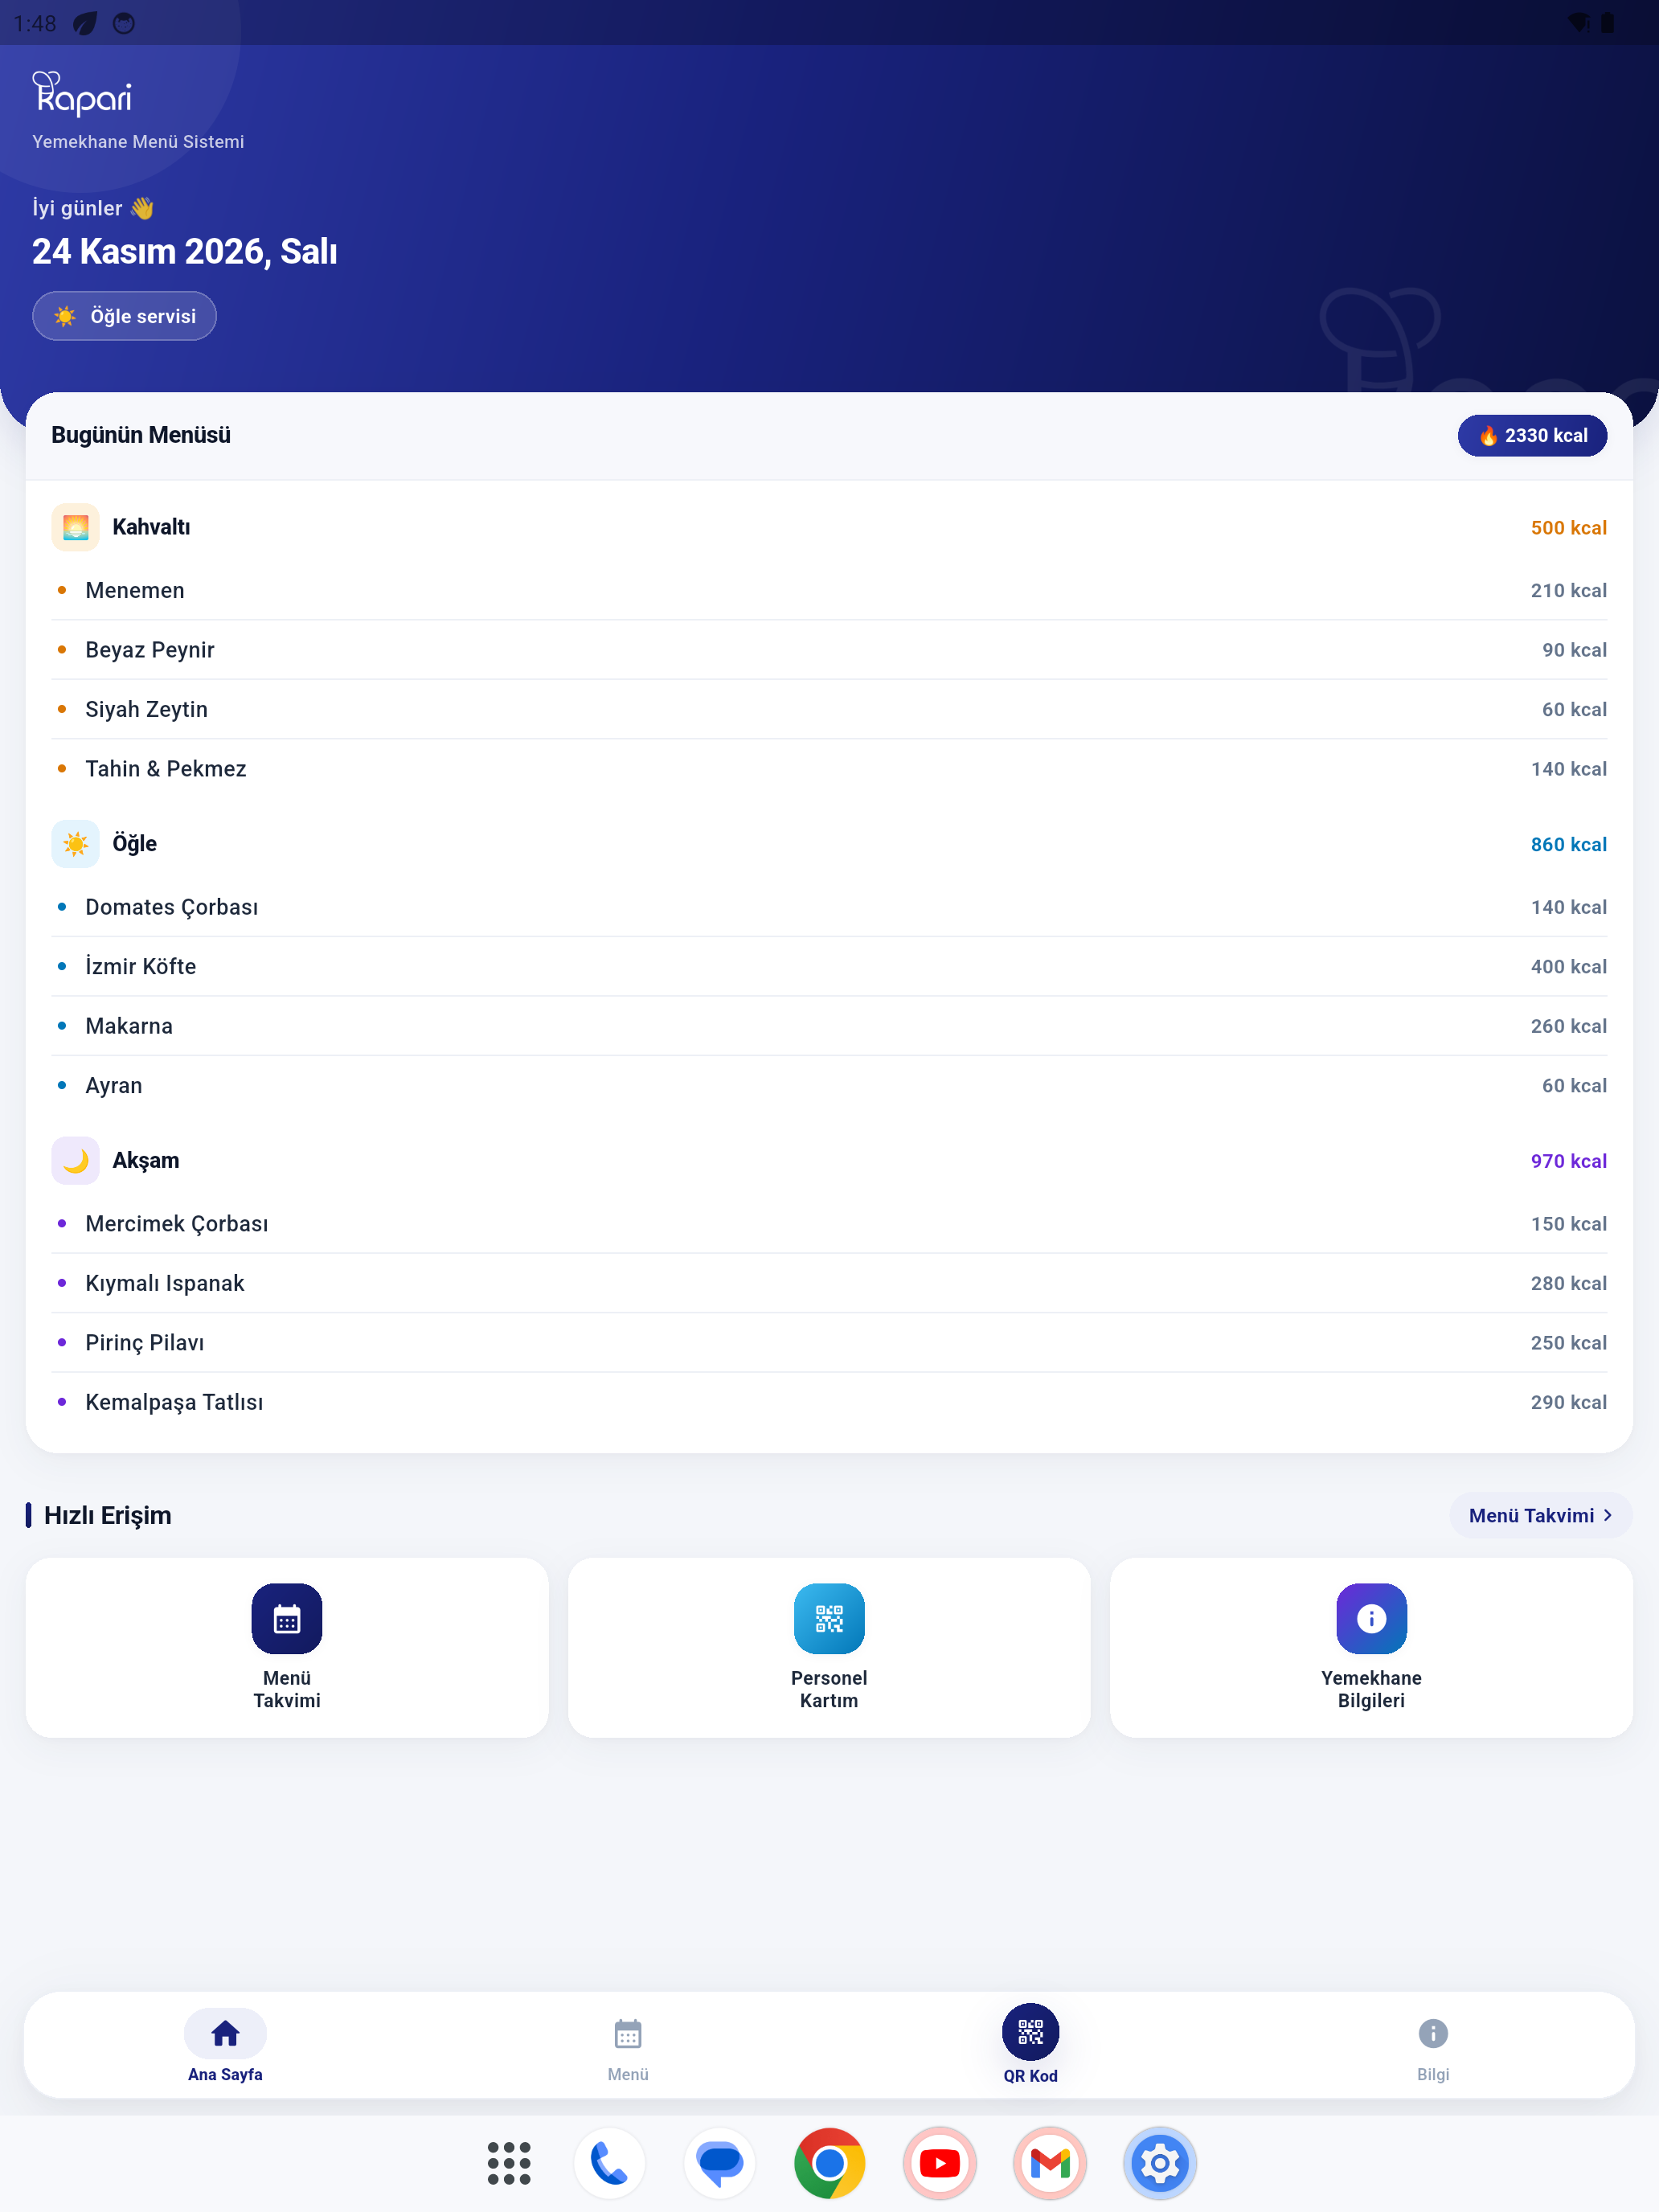 1:48
kapari
Yemekhane Menü Sistemi
İyi günler 👋
24 Kasım 2026, Salı
☀️ Öğle servisi
Bugünün Menüsü
🔥 2330 kcal
Kahvaltı 500 kcal
Menemen 210 kcal
Beyaz Peynir 90 kcal
Siyah Zeytin 60 kcal
Tahin & Pekmez 140 kcal
Öğle 860 kcal
Domates Çorbası 140 kcal
İzmir Köfte 400 kcal
Makarna 260 kcal
Ayran 60 kcal
Akşam 970 kcal
Mercimek Çorbası 150 kcal
Kıymalı Ispanak 280 kcal
Pirinç Pilavı 250 kcal
Kemalpaşa Tatlısı 290 kcal
Hızlı Erişim
Menü Takvimi
Menü
Takvimi
Personel
Kartım
Yemekhane
Bilgileri
Ana Sayfa
Menü
QR Kod
Bilgi